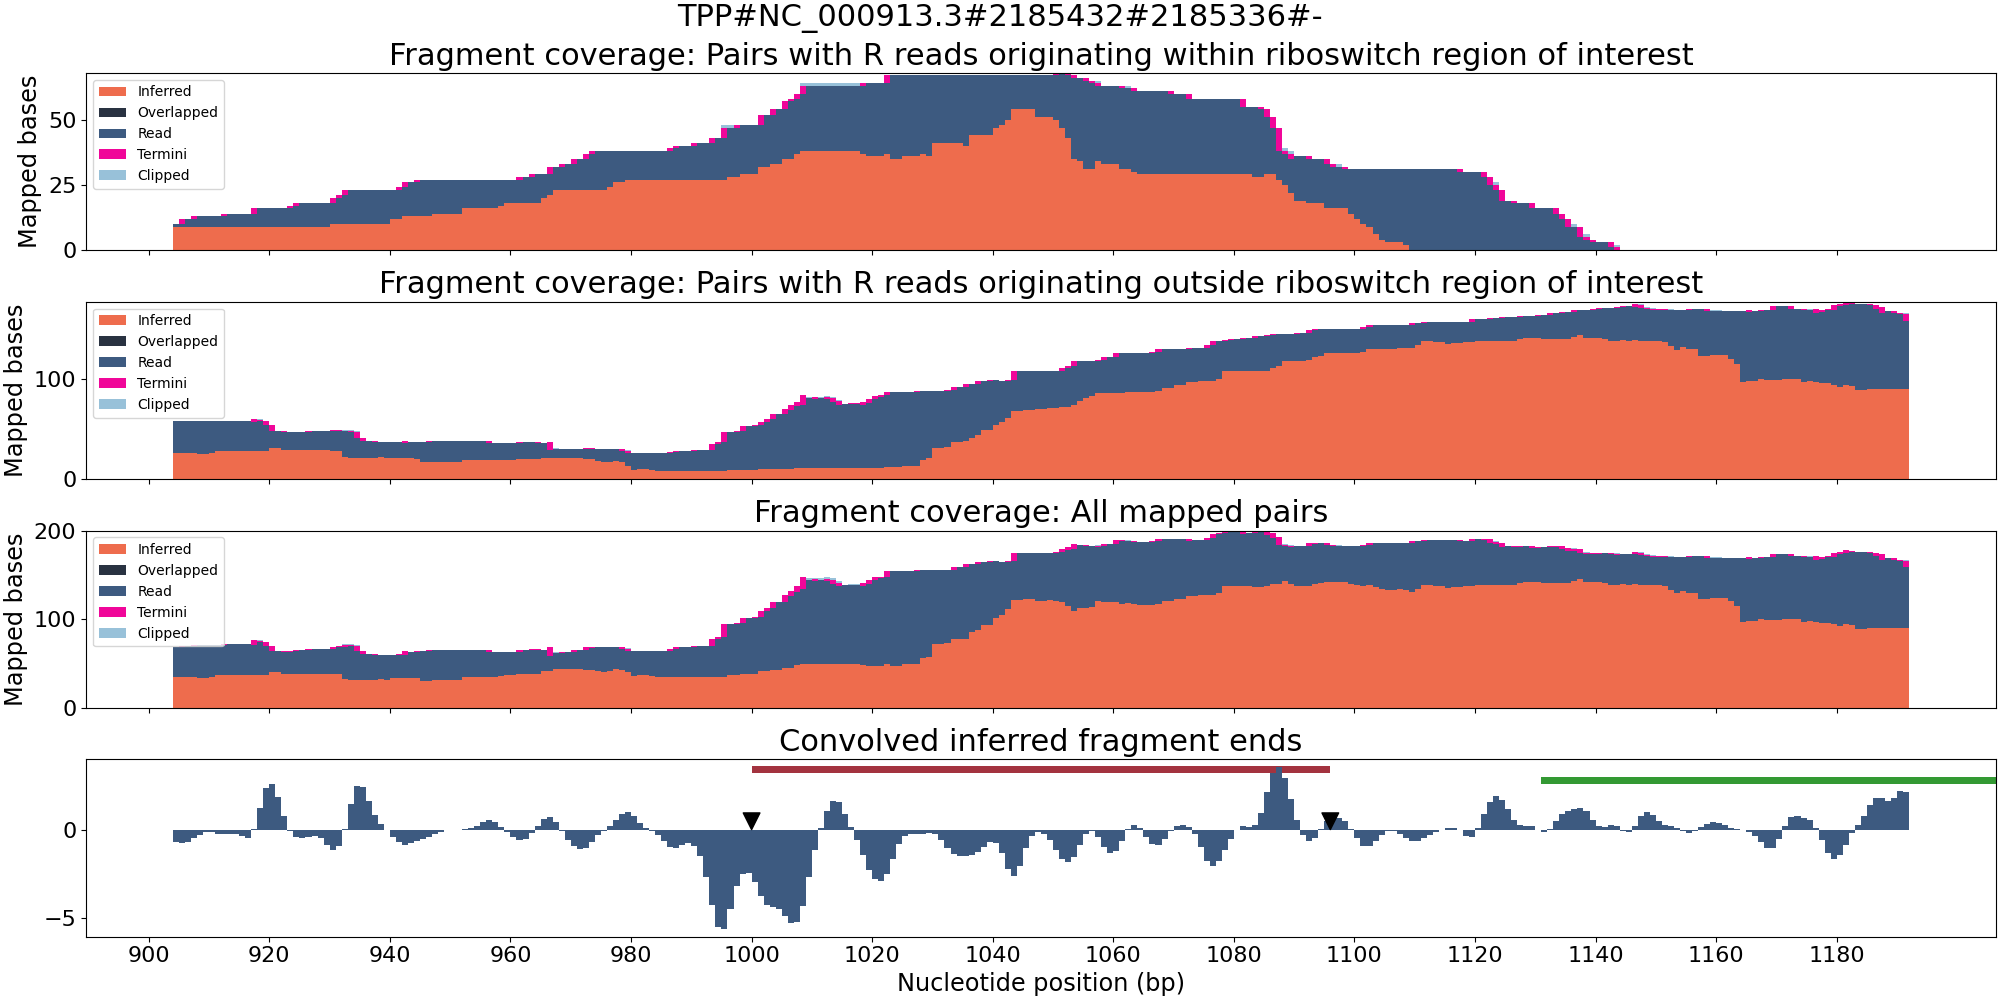 TPP#NC_000913.3#2185432#2185336#-
Fragment coverage: Pairs with R reads originating within riboswitch region of interest
Mapped bases
50
25
0
Inferred
Overlapped
Read
Termini
Clipped
Fragment coverage: Pairs with R reads originating outside riboswitch region of interest
Mapped bases
100
0
Inferred
Overlapped
Read
Termini
Clipped
Fragment coverage: All mapped pairs
Mapped bases
200
100
0
Inferred
Overlapped
Read
Termini
Clipped
Convolved inferred fragment ends
0
−5
900 920 940 960 980 1000 1020 1040 1060 1080 1100 1120 1140 1160 1180
Nucleotide position (bp)